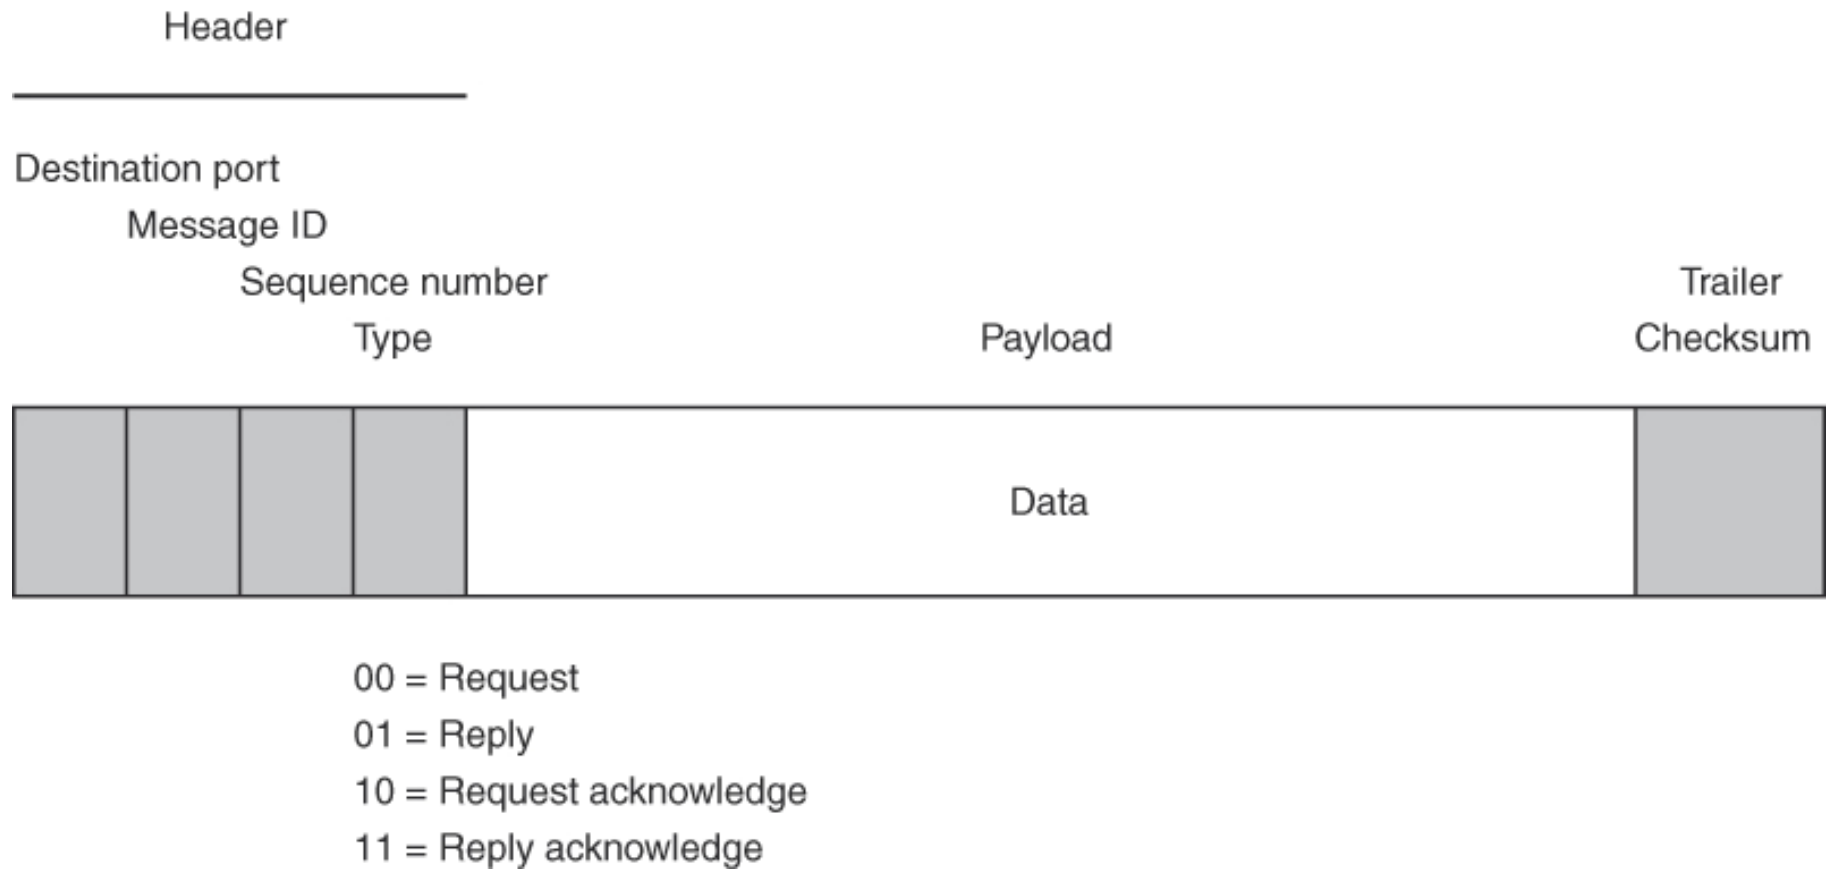 Header
Destination port
Message ID
Sequence number
Trailer
Type
Payload
Checksum
Data
00 = Request
01 = Reply
10 = Request acknowledge
11 = Reply acknowledge